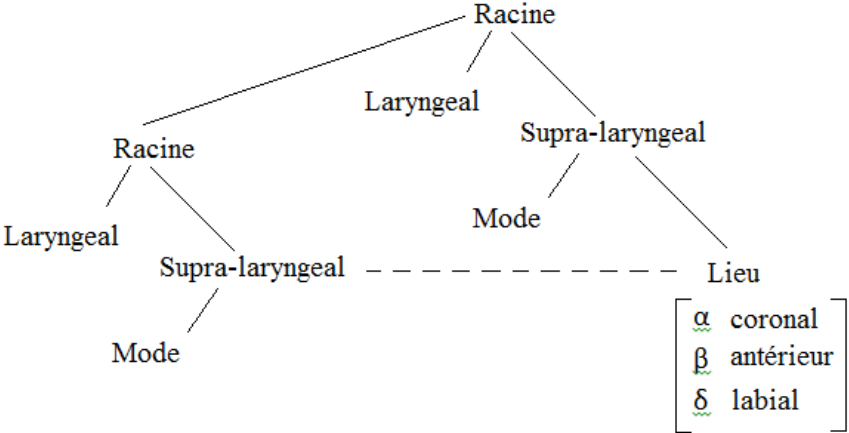 Racine
Laryngeal
Supra-laryngeal
Racine
Mode
Laryngeal
Supra-laryngeal
Lieu
α coronal
Mode
β antérieur
δ labial